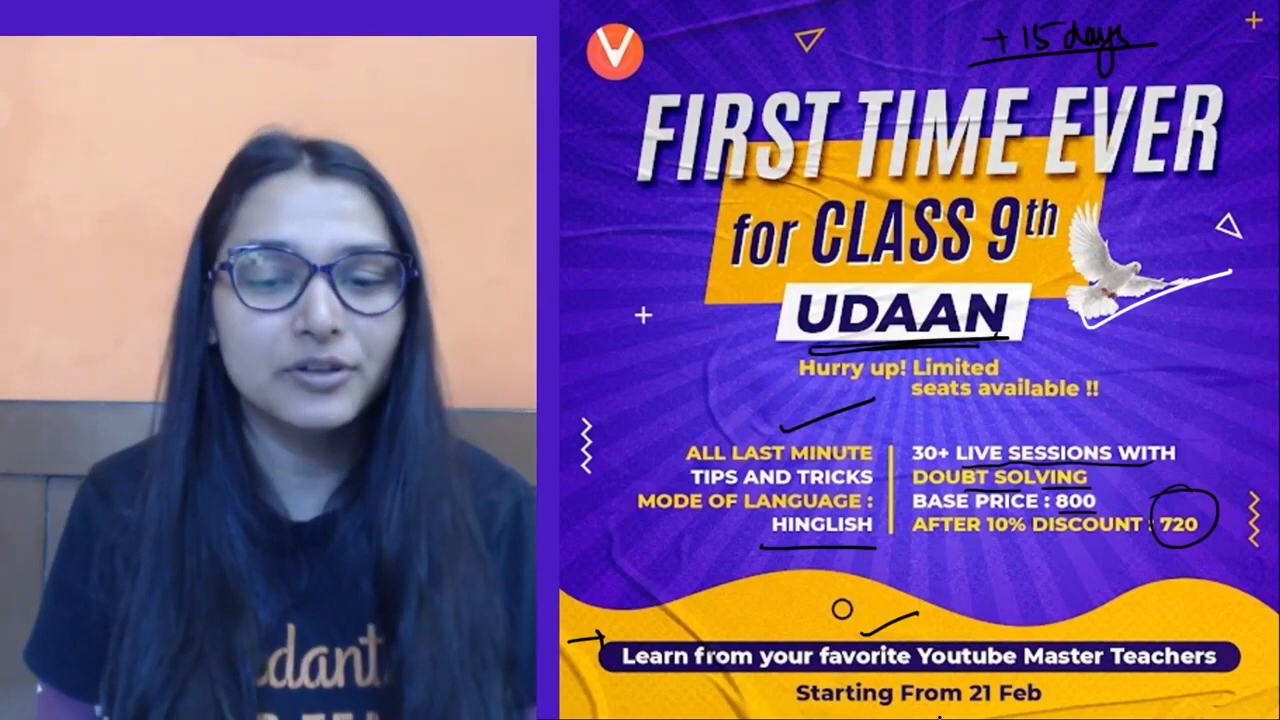 + 15 days
FIRST TIME EVER
for CLASS 9th
UDAAN
Hurry up! Limited
seats available !!
ALL LAST MINUTE
TIPS AND TRICKS
MODE OF LANGUAGE :
HINGLISH
30+ LIVE SESSIONS WITH
DOUBT SOLVING
BASE PRICE : 800
AFTER 10% DISCOUNT : 720
Learn from your favorite Youtube Master Teachers
Starting From 21 Feb